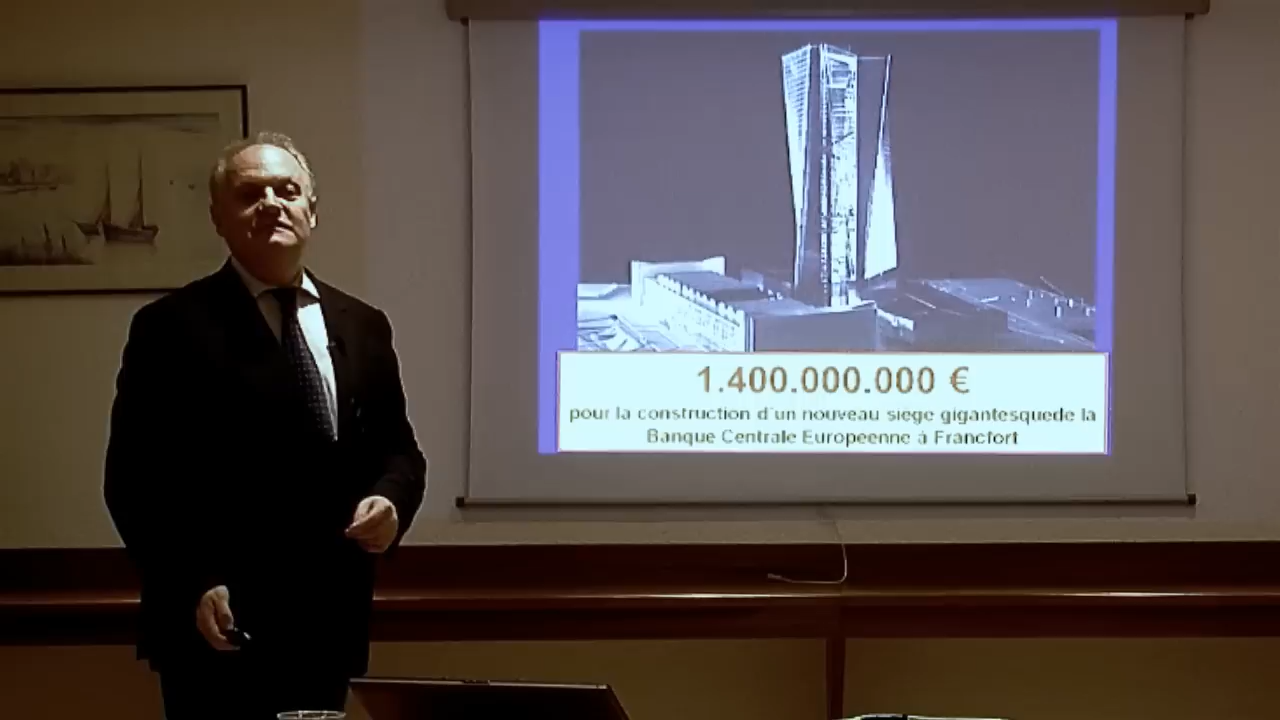 1.400.000.000 €
pour la construction d'un nouveau siege gigantesquede la
Banque Centrale Europeenne à Francfort